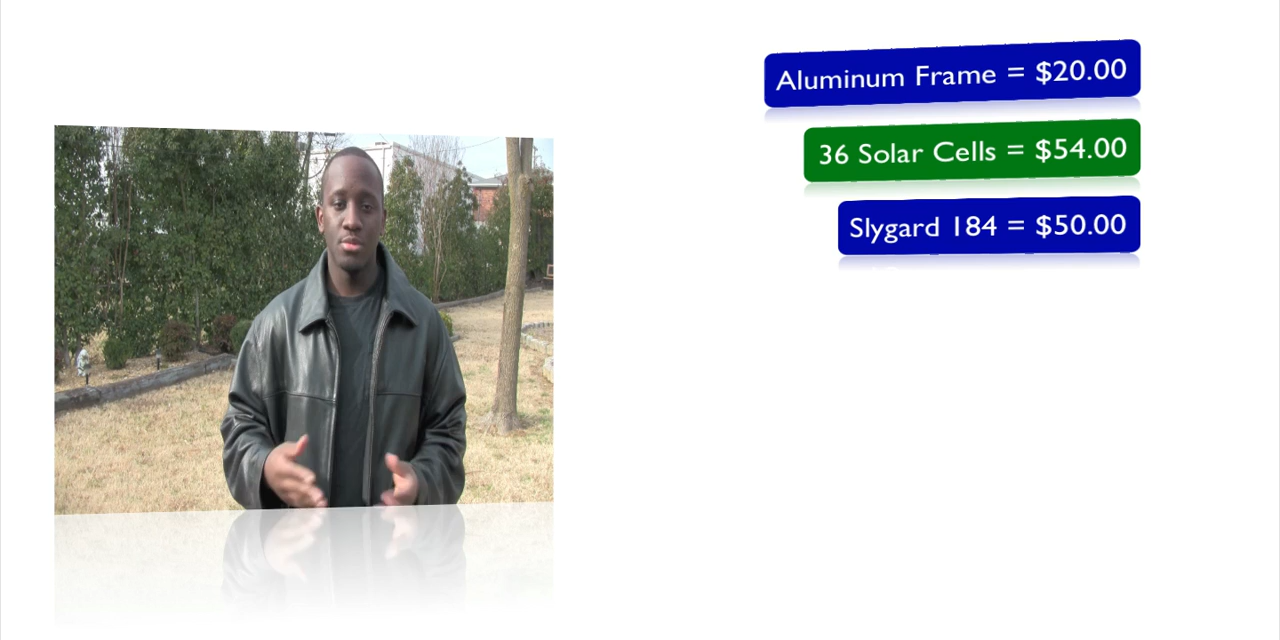 Aluminum Frame = $20.00
36 Solar Cells = $54.00
Slygard 184 = $50.00